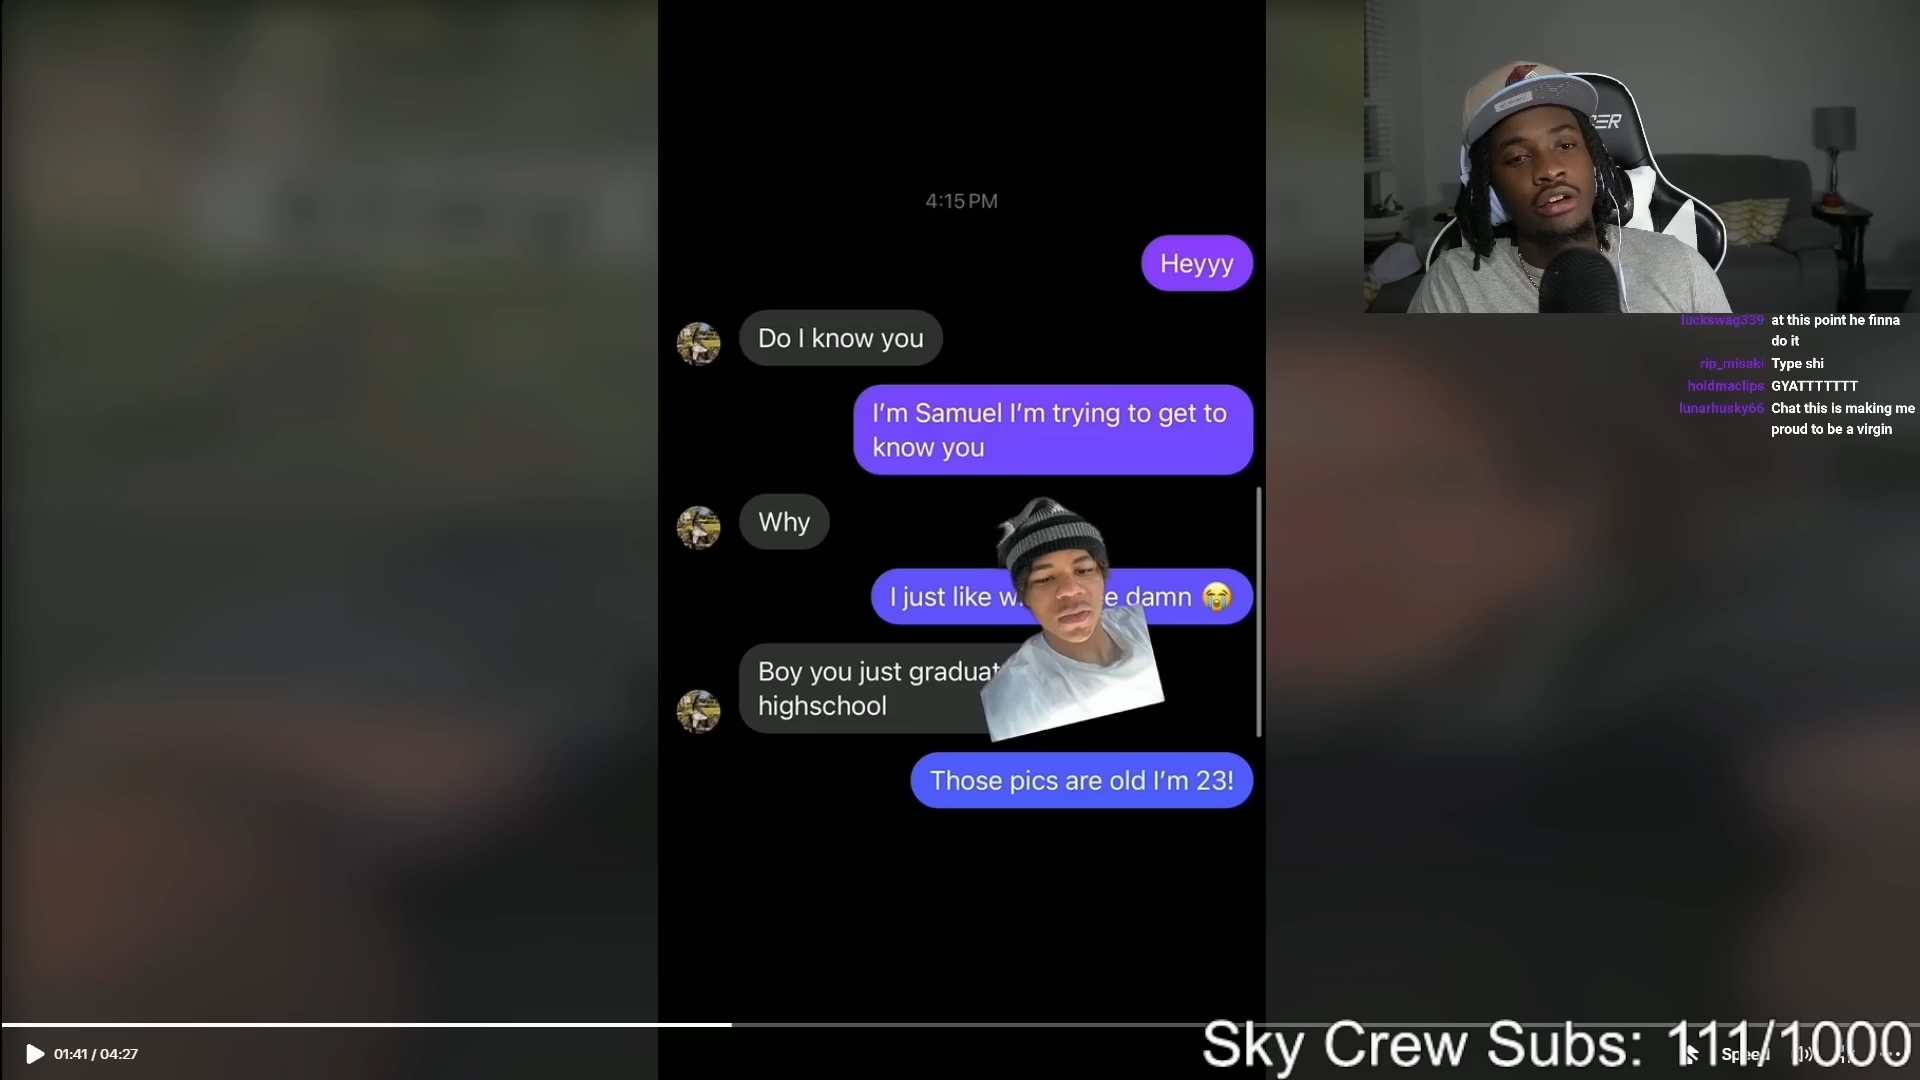 4:15 PM
Heyyy
Do I know you
I'm Samuel I'm trying to get to
know you
Why
I just like
damn 😭
Boy you just
highschool
Those pics are old I'm 23!
luckswag339 at this point he finna
do it
rip_misaki Type shi
holdmaclips GYATTTTTTT
lunarhusky66 Chat this is making me
proud to be a virgin
01:41 / 04:27
Sky Crew Subs: 111/1000